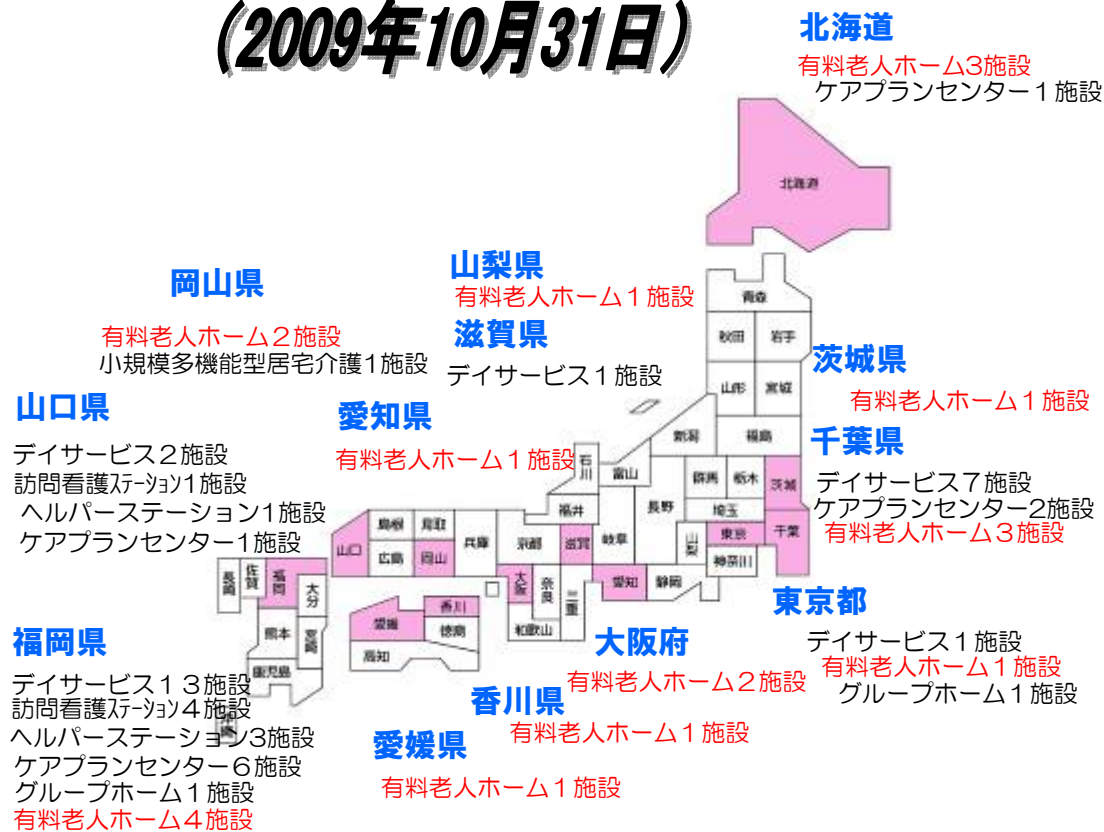 (2009年10月31日)
北海道
有料老人ホーム3施設
ケアプランセンター１施設
岡山県
有料老人ホーム２施設
小規模多機能型居宅介護1施設
山梨県
有料老人ホーム１施設
滋賀県
デイサービス１施設
茨城県
有料老人ホーム１施設
山口県
デイサービス２施設
訪問看護ｽﾃｰｼｮﾝ1施設
ヘルパーステーション1施設
ケアプランセンター1施設
愛知県
有料老人ホーム１施設
千葉県
デイサービス７施設
ケアプランセンター2施設
有料老人ホーム３施設
東京都
デイサービス１施設
有料老人ホーム１施設
グループホーム１施設
福岡県
デイサービス１３施設
訪問看護ｽﾃｰｼｮﾝ４施設
ヘルパーステーション3施設
ケアプランセンター６施設
グループホーム１施設
有料老人ホーム４施設
大阪府
有料老人ホーム２施設
香川県
有料老人ホーム１施設
愛媛県
有料老人ホーム１施設
北海道
青森
秋田
岩手
山形
宮城
新潟
福島
石川
富山
群馬
栃木
茨城
福井
長野
埼玉
島根
鳥取
兵庫
京都
滋賀
岐阜
山梨
東京
千葉
山口
広島
岡山
神奈川
長崎
佐賀
福岡
大分
大阪
奈良
三重
愛知
静岡
香川
愛媛
徳島
和歌山
熊本
宮崎
高知
鹿児島